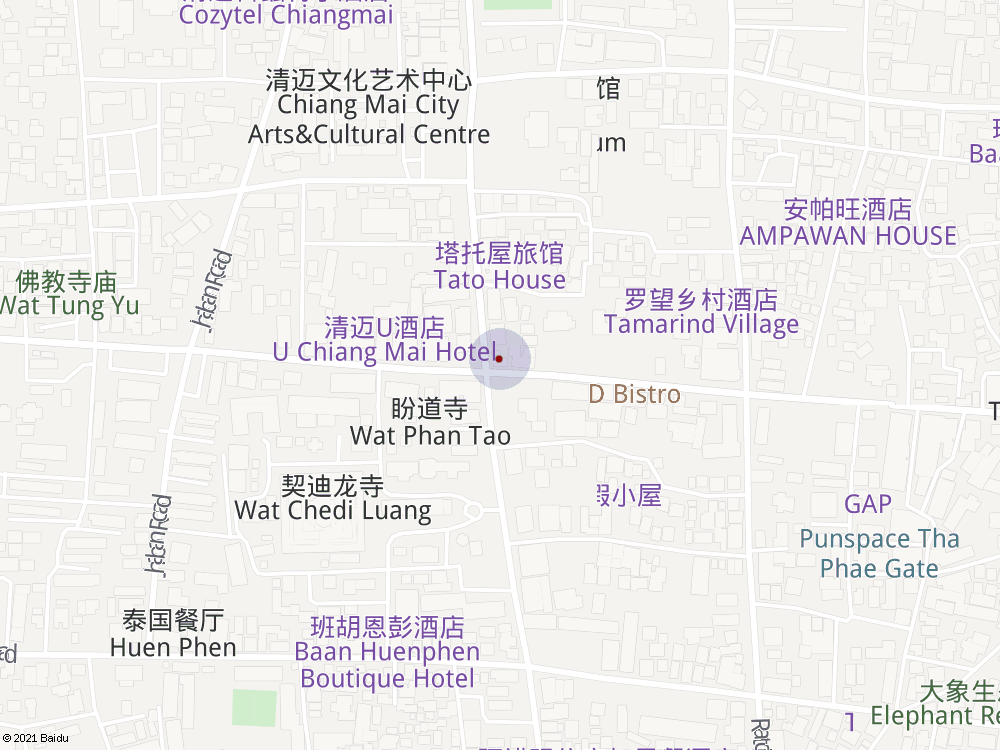 Cozytel Chiangmai
清迈文化艺术中心
Chiang Mai City
Arts&Cultural Centre
馆
um
Baa
安帕旺酒店
AMPAWAN HOUSE
塔托屋旅馆
Tato House
佛教寺庙
Wat Tung Yu
罗望乡村酒店
Tamarind Village
清迈U酒店
U Chiang Mai Hotel
D Bistro
盼道寺
Wat Phan Tao
T
契迪龙寺
Wat Chedi Luang
小屋
GAP
Punspace Tha
Phae Gate
泰国餐厅
Huen Phen
班胡恩彭酒店
Baan Huenphen
Boutique Hotel
大象生
Elephant Re
1
Ratc
© 2021 Baidu